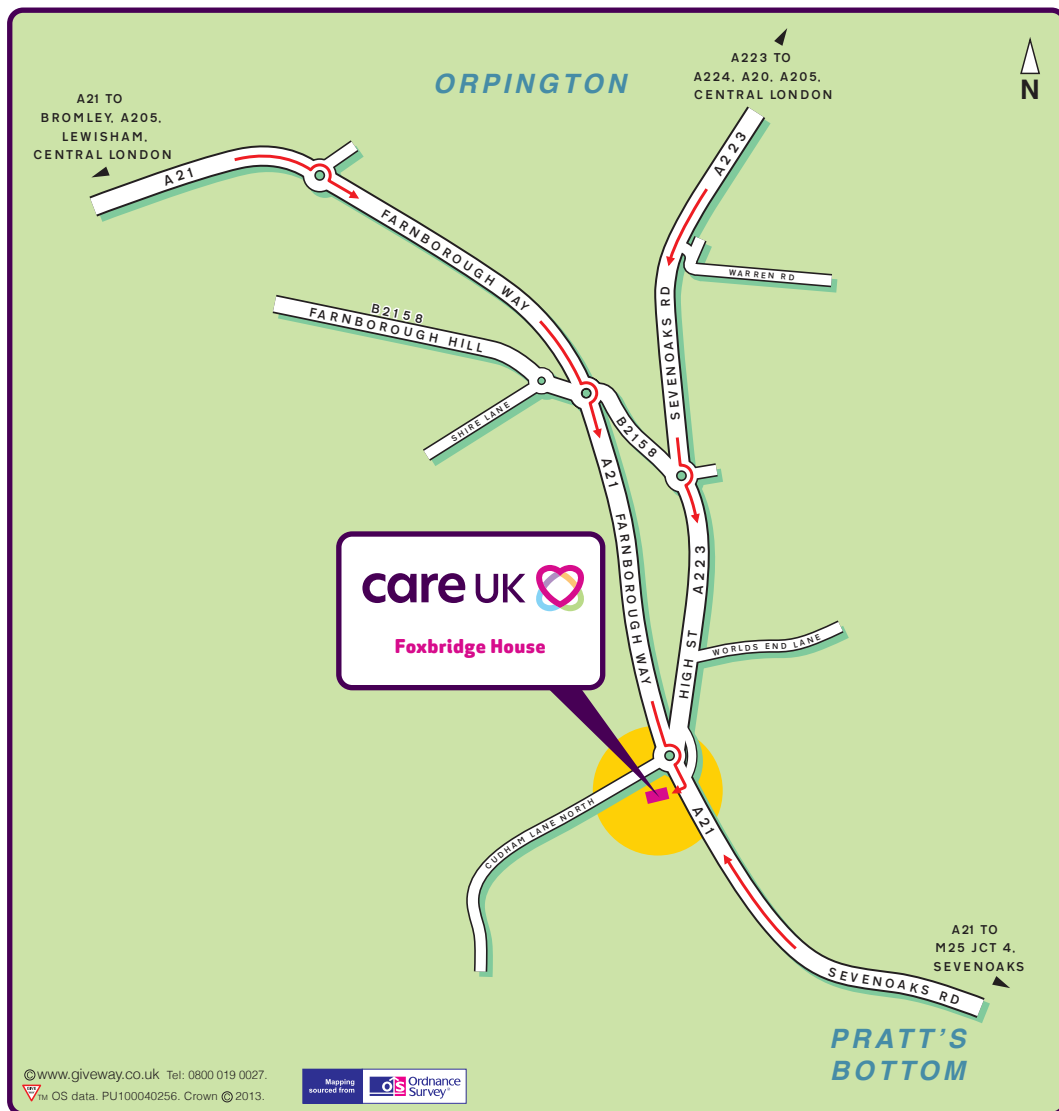 ORPINGTON
A223 TO
A224, A20, A205,
CENTRAL LONDON
N
A21 TO
BROMLEY, A205,
LEWISHAM,
CENTRAL LONDON
A21
A223
FARNBOROUGH WAY
WARREN RD
B2158
FARNBOROUGH HILL
SEVENOAKS RD
SHIRE LANE
B2158
A21 FARNBOROUGH WAY
HIGH ST A223
care UK
Foxbridge House
WORLDS END LANE
CUDHAM LANE NORTH
A21
A21 TO
M25 JCT 4,
SEVENOAKS
SEVENOAKS RD
PRATT'S
BOTTOM
©www.giveway.co.uk Tel: 0800 019 0027.
GIVE WAY TM OS data. PU100040256. Crown © 2013.
Mapping
sourced from
OS Ordnance
Survey®